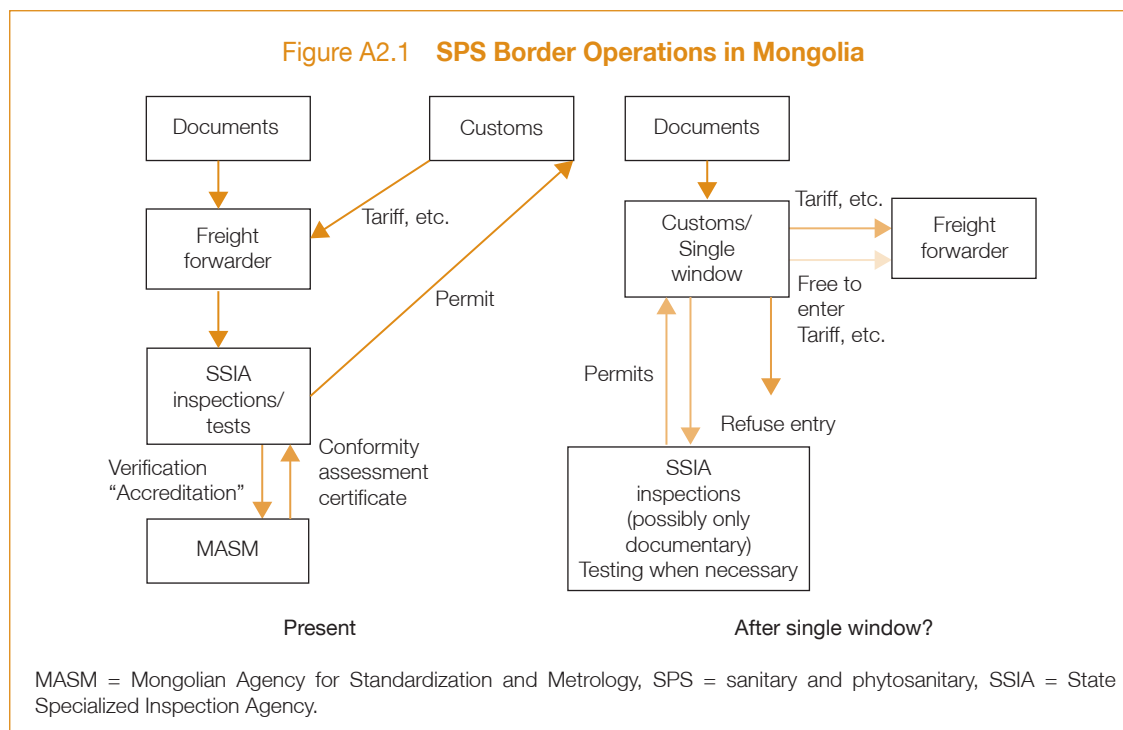 Figure A2.1 SPS Border Operations in Mongolia
Documents
Customs
Tariff, etc.
Freight
forwarder
Permit
SSIA
inspections/
tests
Verification
“Accreditation”
Conformity
assessment
certificate
MASM
Present
Documents
Customs/
Single
window
Tariff, etc.
Freight
forwarder
Free to
enter
Tariff, etc.
Permits
Refuse entry
SSIA
inspections
(possibly only
documentary)
Testing when necessary
After single window?
MASM = Mongolian Agency for Standardization and Metrology, SPS = sanitary and phytosanitary, SSIA = State
Specialized Inspection Agency.